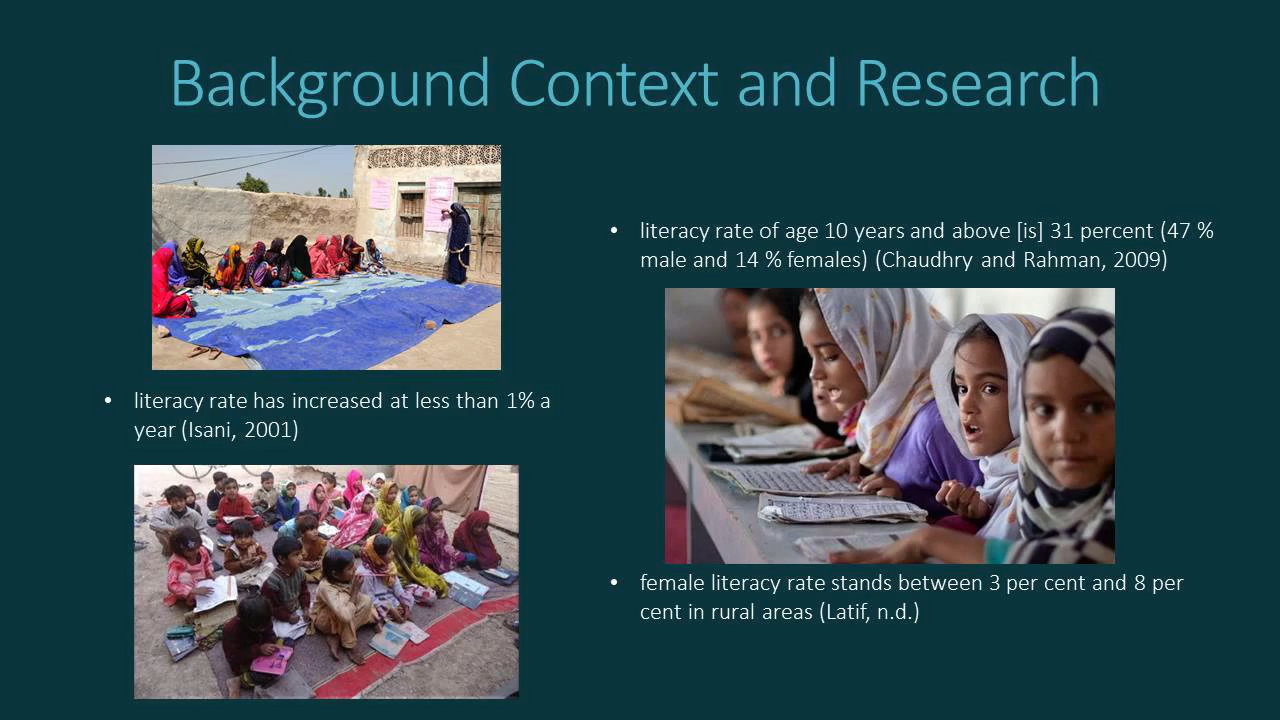 Background Context and Research
literacy rate has increased at less than 1% a
year (Isani, 2001)
literacy rate of age 10 years and above [is] 31 percent (47 %
male and 14 % females) (Chaudhry and Rahman, 2009)
female literacy rate stands between 3 per cent and 8 per
cent in rural areas (Latif, n.d.)